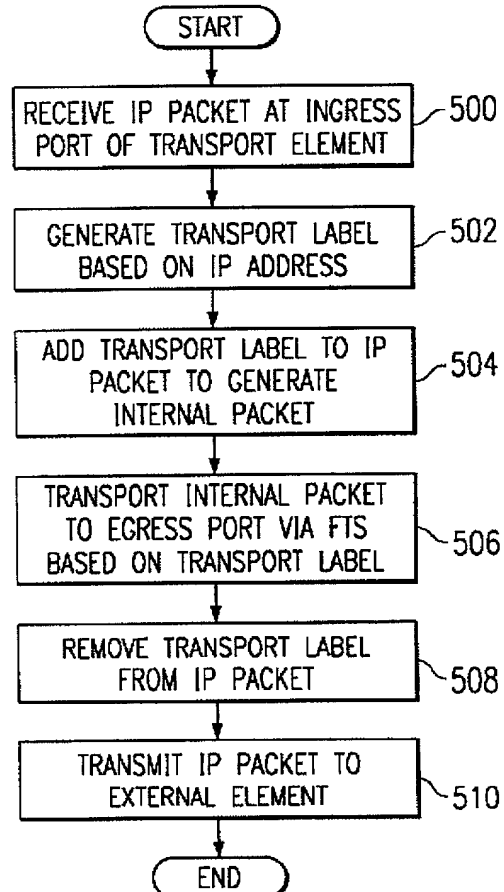 START
RECEIVE IP PACKET AT INGRESS
PORT OF TRANSPORT ELEMENT
500
GENERATE TRANSPORT LABEL
BASED ON IP ADDRESS
502
ADD TRANSPORT LABEL TO IP
PACKET TO GENERATE
INTERNAL PACKET
504
TRANSPORT INTERNAL PACKET
TO EGRESS PORT VIA FTS
BASED ON TRANSPORT LABEL
506
REMOVE TRANSPORT LABEL
FROM IP PACKET
508
TRANSMIT IP PACKET TO
EXTERNAL ELEMENT
510
END